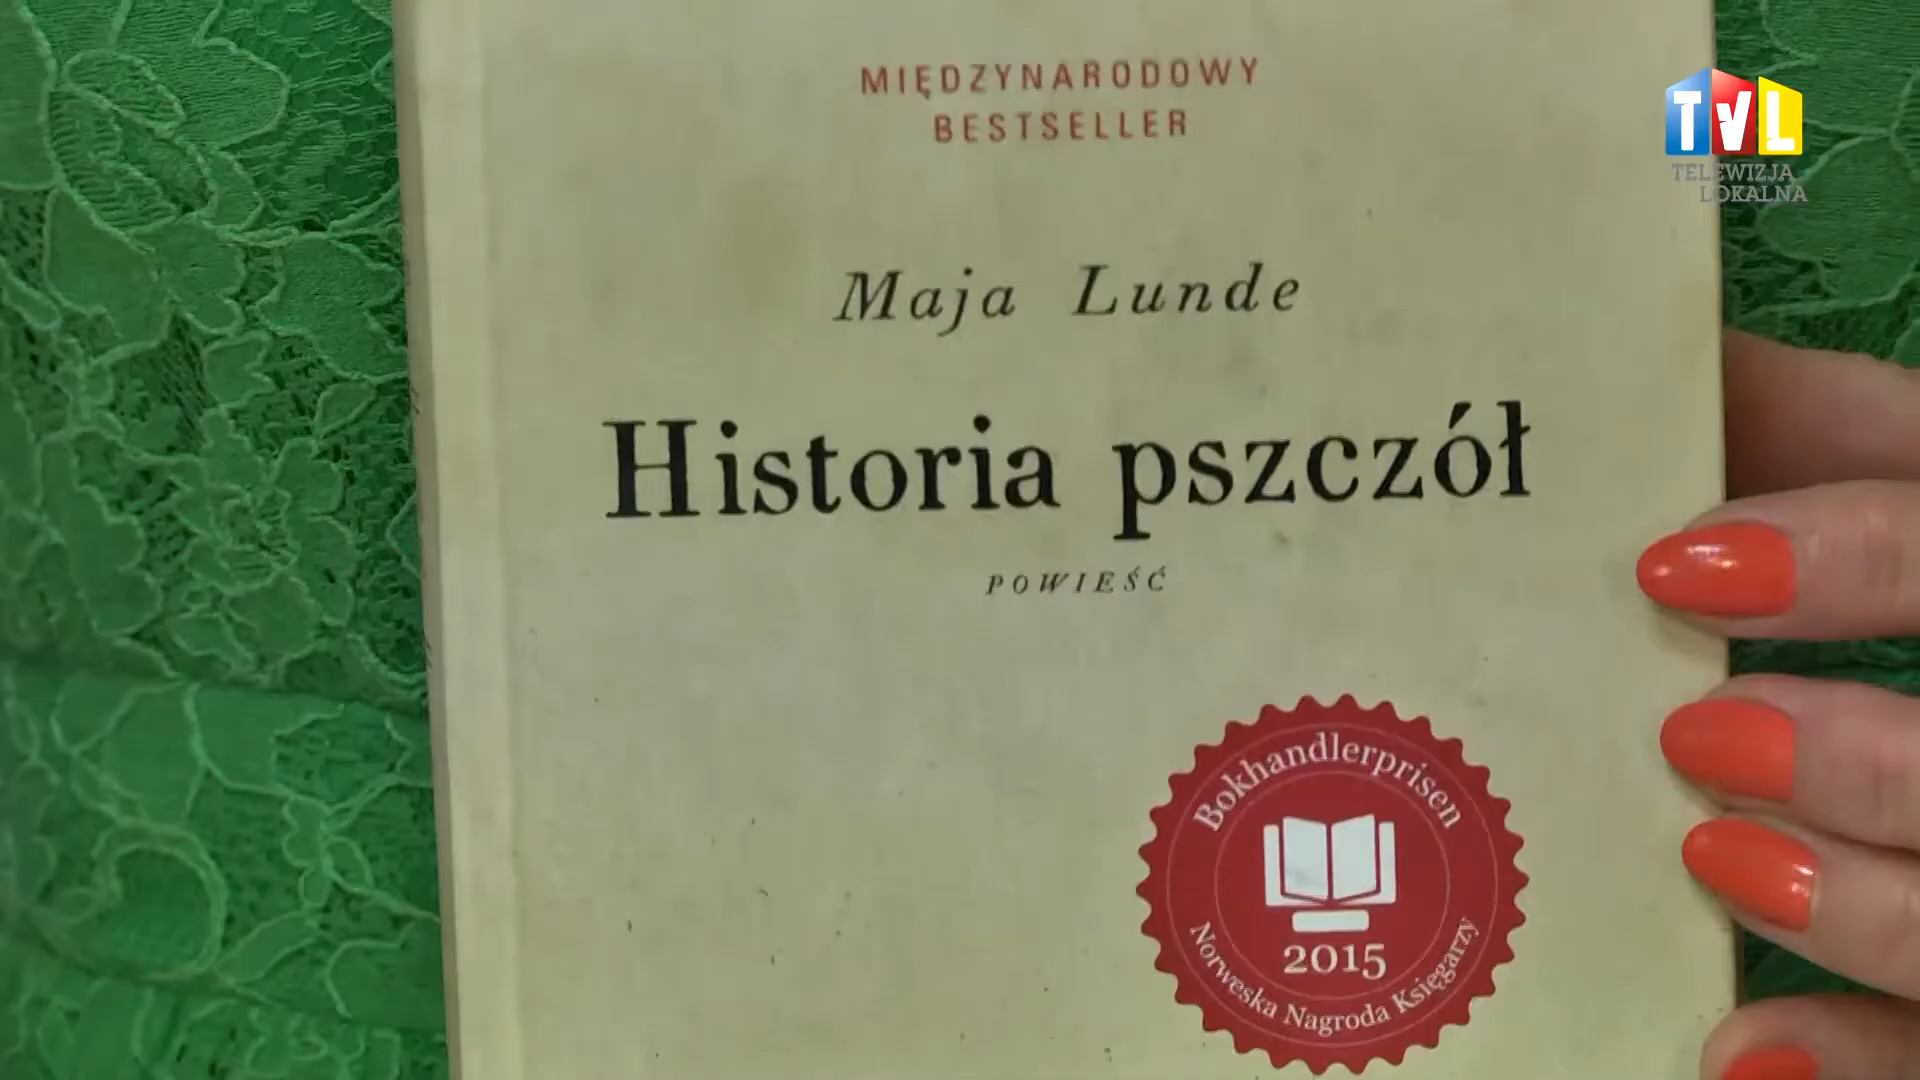 MIĘDZYNARODOWY
BESTSELLER
TVL
TELEWIZJA
LOKALNA
Maja Lunde
Historia pszczół
POWIEŚĆ
Bokhandlerprisen
2015
Norweska Nagroda Księgarzy